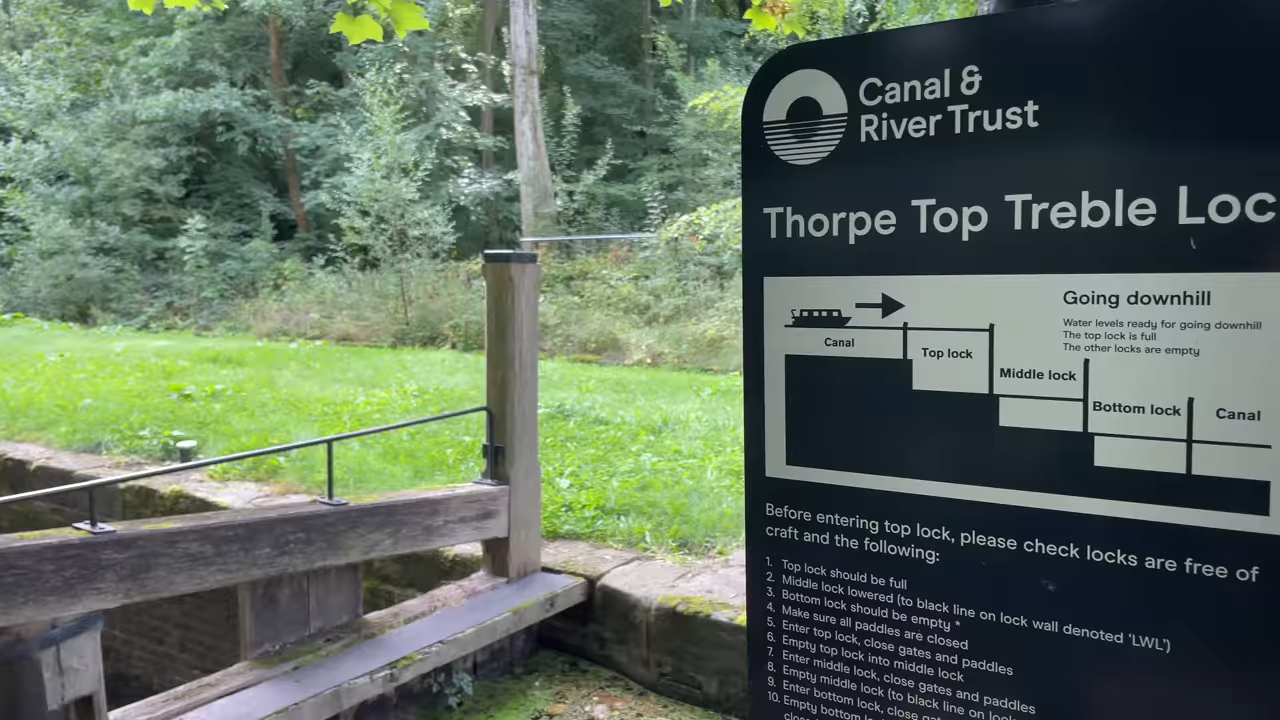 Canal &
River Trust
Thorpe Top Treble Loc
Going downhill
Water levels ready for going downhill
The top lock is full
The other locks are empty
Canal
Top lock
Middle lock
Bottom lock
Canal
Before entering top lock, please check locks are free of
craft and the following:
1. Top lock should be full
2. Middle lock lowered (to black line on lock wall denoted ‘LWL’)
3. Bottom lock should be empty *
4. Make sure all paddles are closed
5. Enter top lock, close gates and paddles
6. Empty top lock into middle lock
7. Enter middle lock, close gates and paddles
8. Empty middle lock (to black line on lock
9. Enter bottom lock, close gat
10. Empty bottom lo